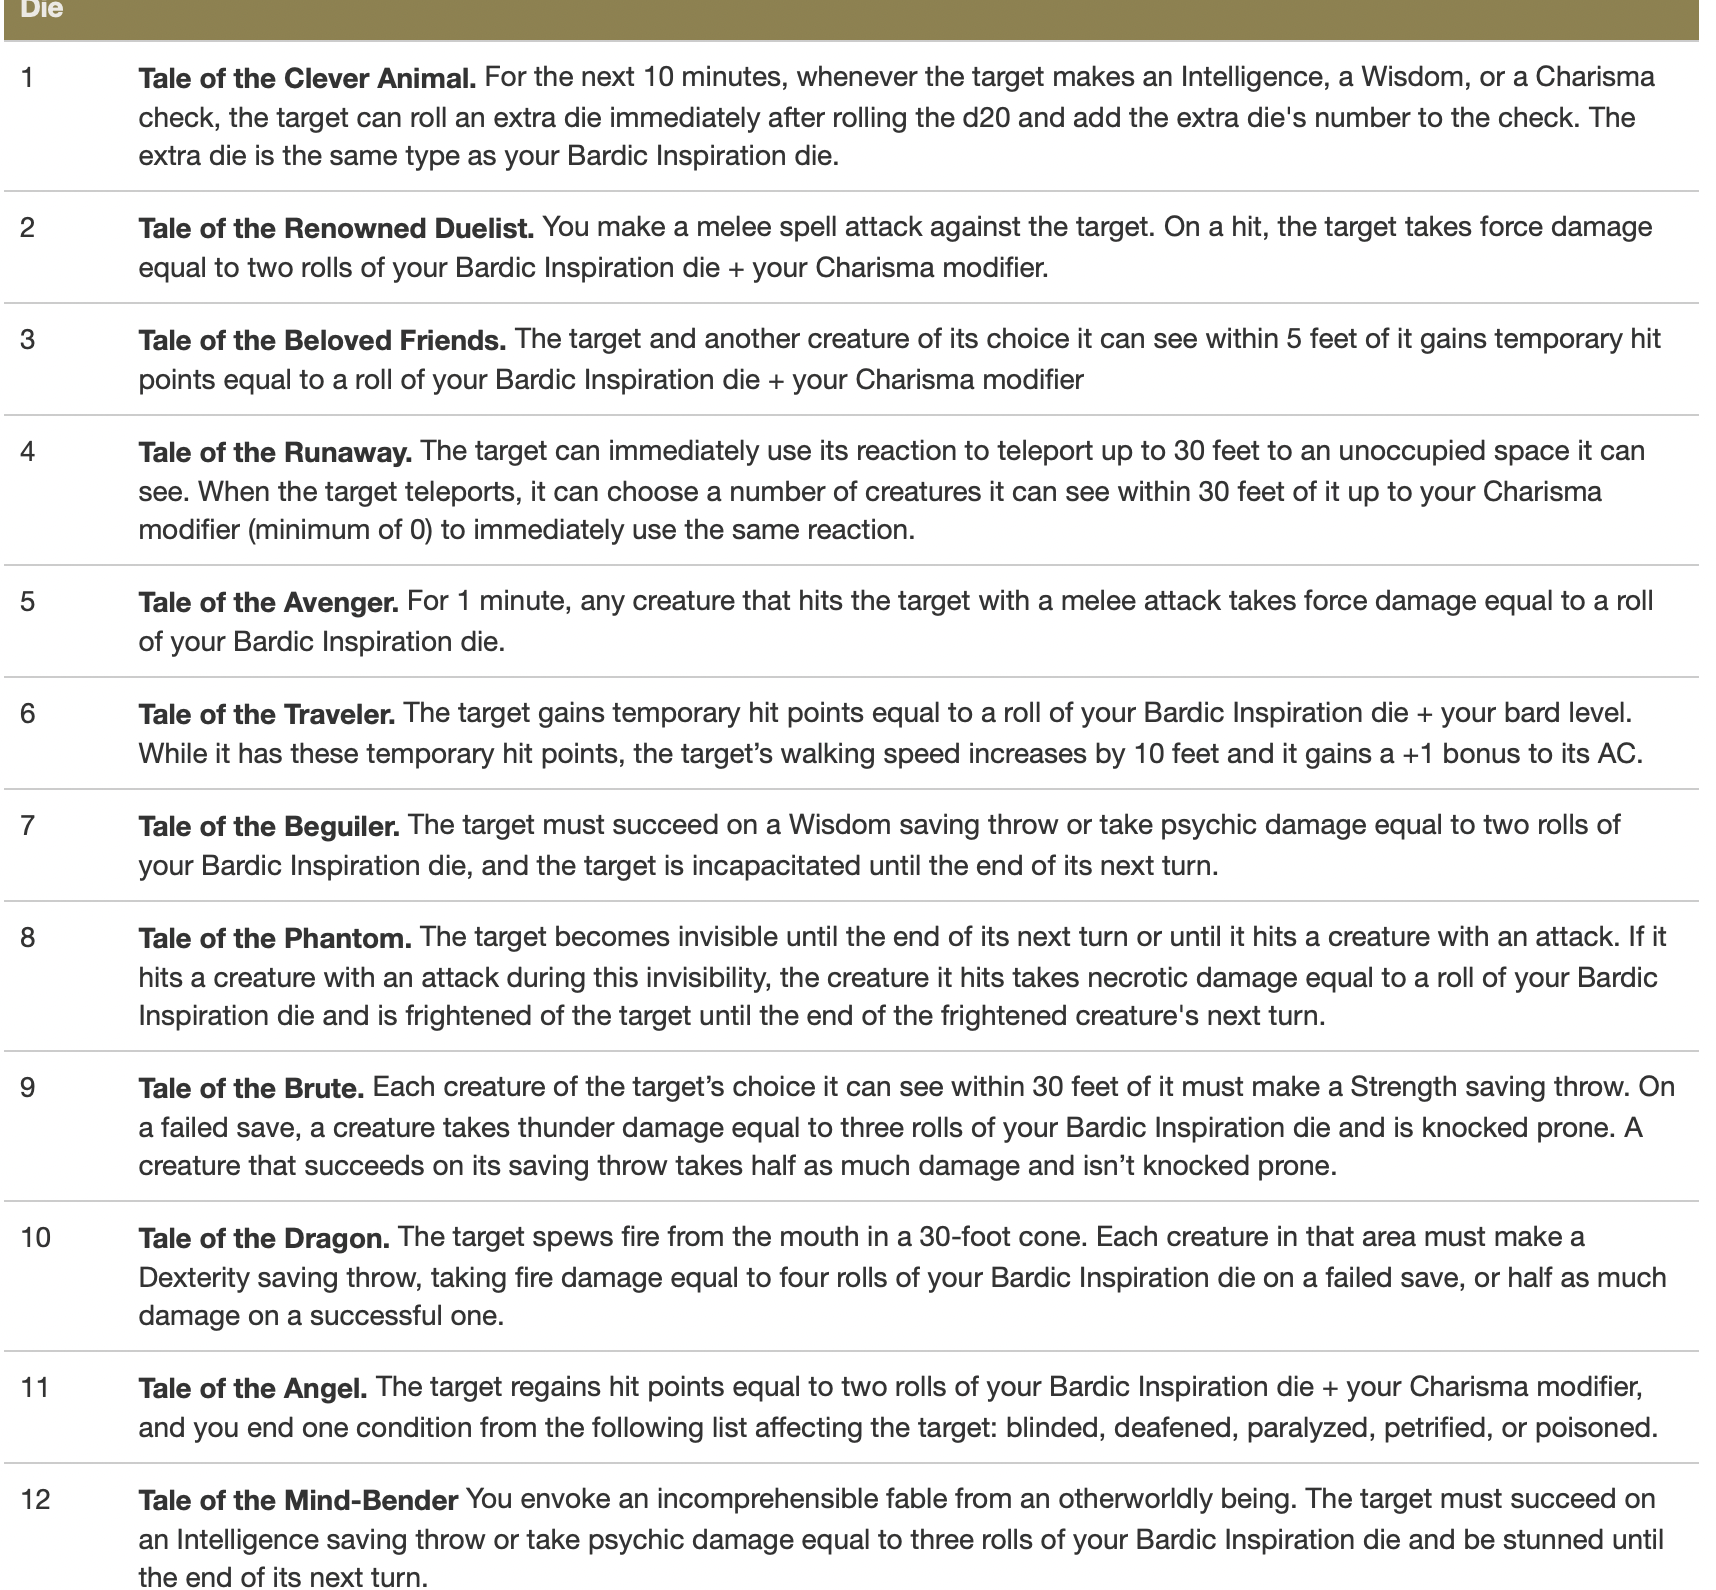 Die
1
Tale of the Clever Animal. For the next 10 minutes, whenever the target makes an Intelligence, a Wisdom, or a Charisma
check, the target can roll an extra die immediately after rolling the d20 and add the extra die's number to the check. The
extra die is the same type as your Bardic Inspiration die.
2
Tale of the Renowned Duelist. You make a melee spell attack against the target. On a hit, the target takes force damage
equal to two rolls of your Bardic Inspiration die + your Charisma modifier.
3
Tale of the Beloved Friends. The target and another creature of its choice it can see within 5 feet of it gains temporary hit
points equal to a roll of your Bardic Inspiration die + your Charisma modifier
4
Tale of the Runaway. The target can immediately use its reaction to teleport up to 30 feet to an unoccupied space it can
see. When the target teleports, it can choose a number of creatures it can see within 30 feet of it up to your Charisma
modifier (minimum of 0) to immediately use the same reaction.
5
Tale of the Avenger. For 1 minute, any creature that hits the target with a melee attack takes force damage equal to a roll
of your Bardic Inspiration die.
6
Tale of the Traveler. The target gains temporary hit points equal to a roll of your Bardic Inspiration die + your bard level.
While it has these temporary hit points, the target’s walking speed increases by 10 feet and it gains a +1 bonus to its AC.
7
Tale of the Beguiler. The target must succeed on a Wisdom saving throw or take psychic damage equal to two rolls of
your Bardic Inspiration die, and the target is incapacitated until the end of its next turn.
8
Tale of the Phantom. The target becomes invisible until the end of its next turn or until it hits a creature with an attack. If it
hits a creature with an attack during this invisibility, the creature it hits takes necrotic damage equal to a roll of your Bardic
Inspiration die and is frightened of the target until the end of the frightened creature's next turn.
9
Tale of the Brute. Each creature of the target’s choice it can see within 30 feet of it must make a Strength saving throw. On
a failed save, a creature takes thunder damage equal to three rolls of your Bardic Inspiration die and is knocked prone. A
creature that succeeds on its saving throw takes half as much damage and isn’t knocked prone.
10
Tale of the Dragon. The target spews fire from the mouth in a 30-foot cone. Each creature in that area must make a
Dexterity saving throw, taking fire damage equal to four rolls of your Bardic Inspiration die on a failed save, or half as much
damage on a successful one.
11
Tale of the Angel. The target regains hit points equal to two rolls of your Bardic Inspiration die + your Charisma modifier,
and you end one condition from the following list affecting the target: blinded, deafened, paralyzed, petrified, or poisoned.
12
Tale of the Mind-Bender You envoke an incomprehensible fable from an otherworldly being. The target must succeed on
an Intelligence saving throw or take psychic damage equal to three rolls of your Bardic Inspiration die and be stunned until
the end of its next turn.